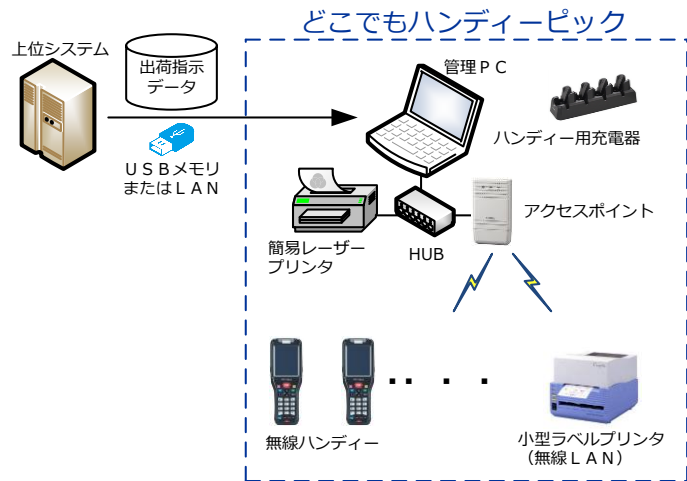 どこでもハンディーピック
上位システム
出荷指示
データ
管理ＰＣ
ハンディー用充電器
ＵＳＢメモリ
またはＬＡＮ
アクセスポイント
簡易レーザー
プリンタ
HUB
無線ハンディー
小型ラベルプリンタ
（無線ＬＡＮ）